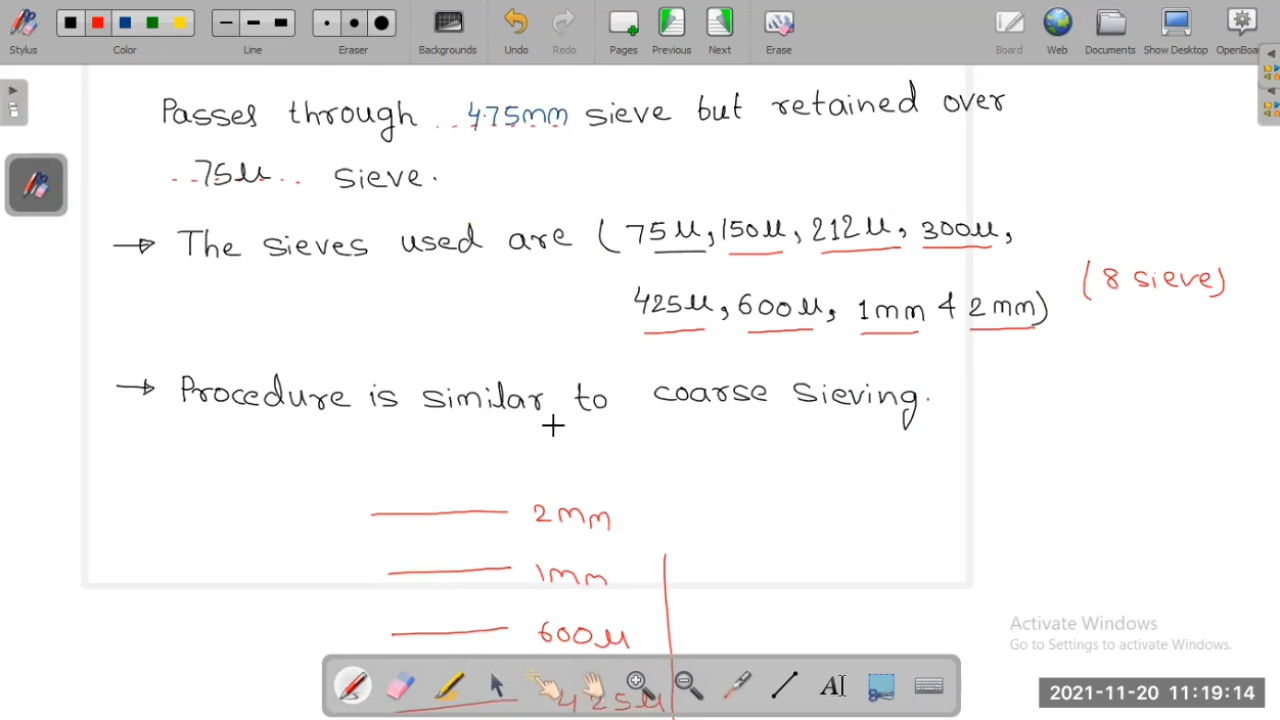 Stylus
Color
Line
Eraser
Backgrounds
Undo
Redo
Pages
Previous
Next
Erase
Board
Web
Documents
Show Desktop
OpenBoa
Passes through ..4.75mm sieve but retained over
..75μ.. sieve.
→ The sieves used are (75μ, 150μ, 212μ, 300μ,
(8 sieve)
425μ, 600μ, 1mm & 2mm)
→ Procedure is similar to coarse sieving.
2mm
1mm
600μ
425μ
Activate Windows
Go to Settings to activate Windows.
2021-11-20 11:19:14